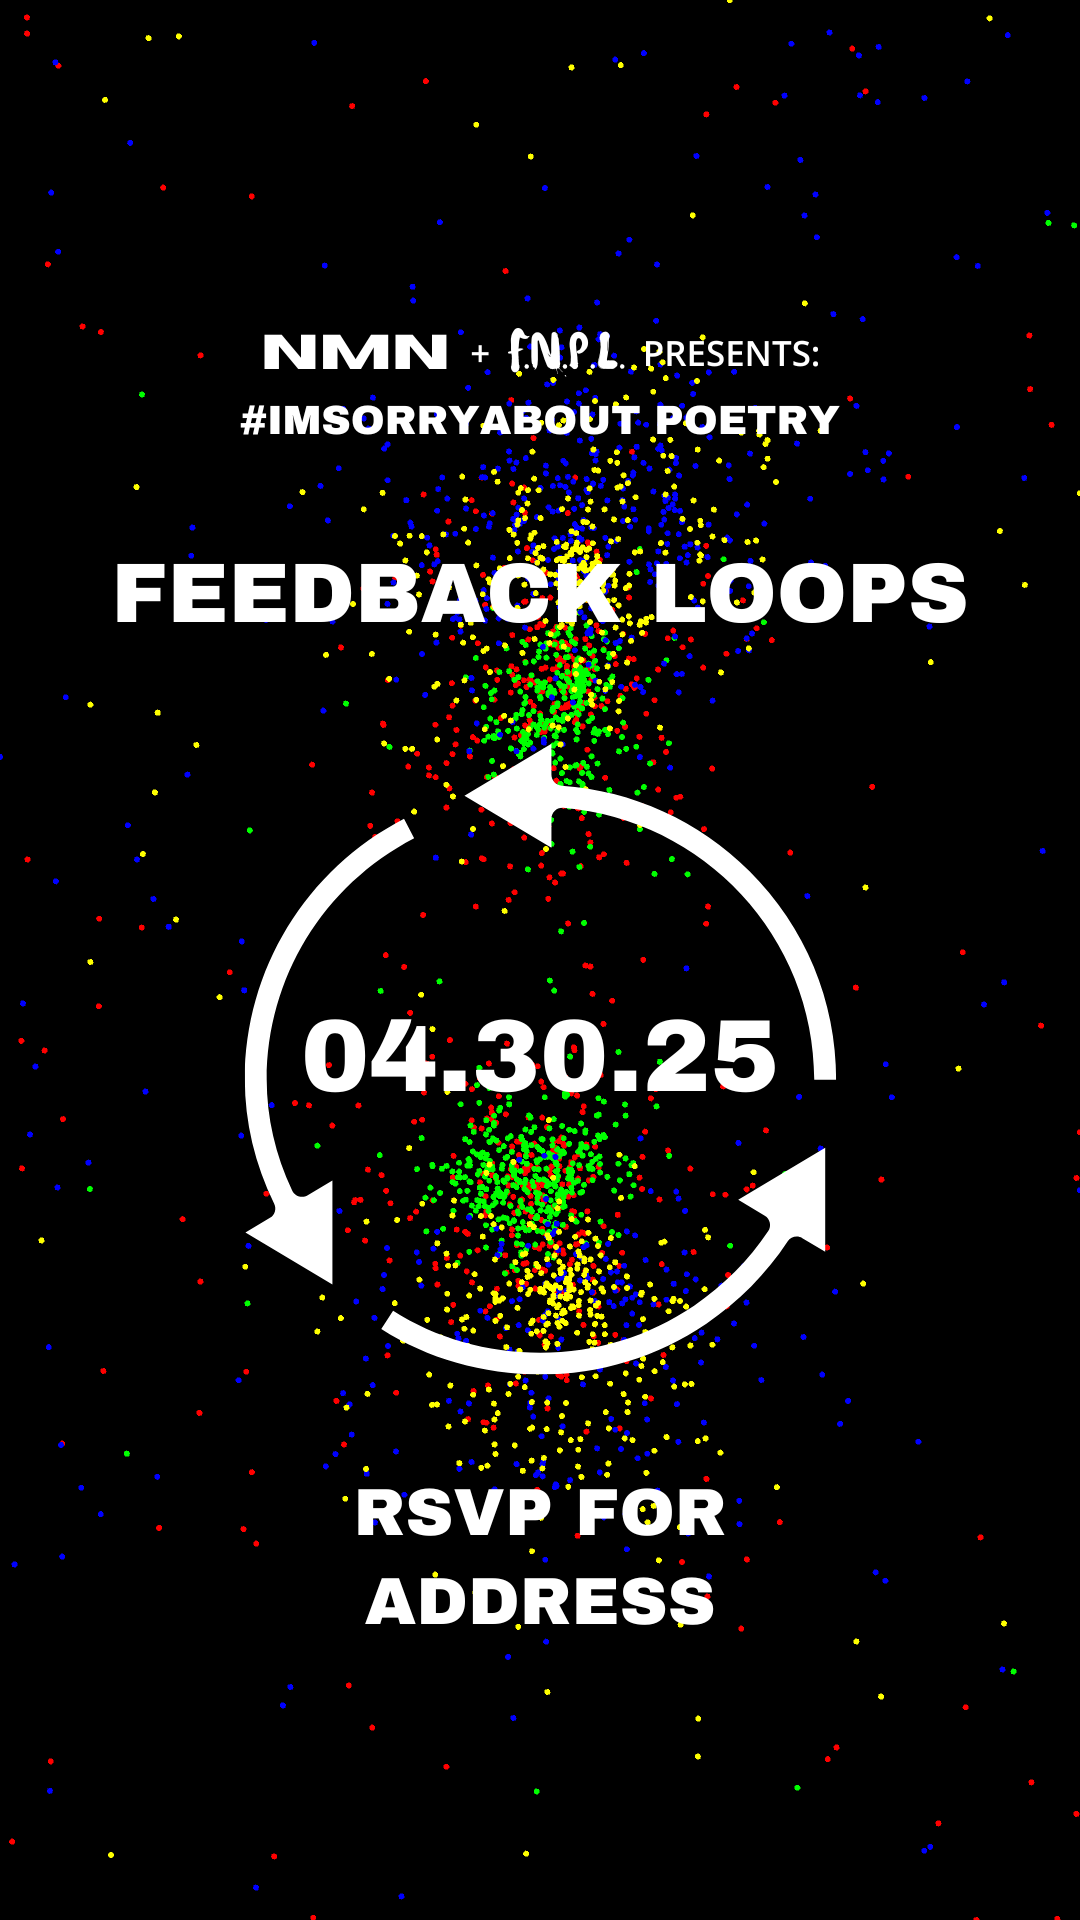 NMN + F.N.P.L. PRESENTS:
#IMSORRYABOUT POETRY
FEEDBACK LOOPS
04.30.25
RSVP FOR
ADDRESS